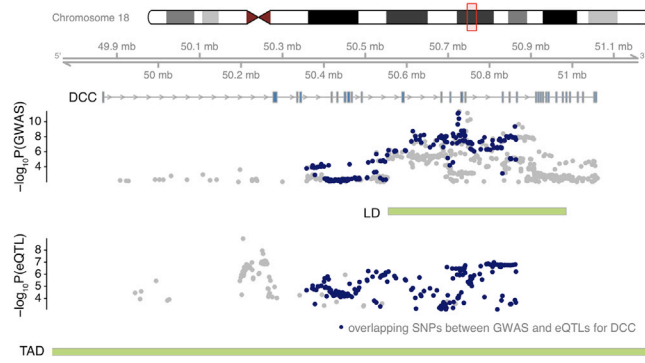 Chromosome 18
49.9 mb 50.1 mb 50.3 mb 50.5 mb 50.7 mb 50.9 mb 51.1 mb
5' 3'
50 mb 50.2 mb 50.4 mb 50.6 mb 50.8 mb 51 mb
DCC
−log10P(GWAS)
10
8
6
4
LD
−log10P(eQTL)
8
7
6
5
4
overlapping SNPs between GWAS and eQTLs for DCC
TAD